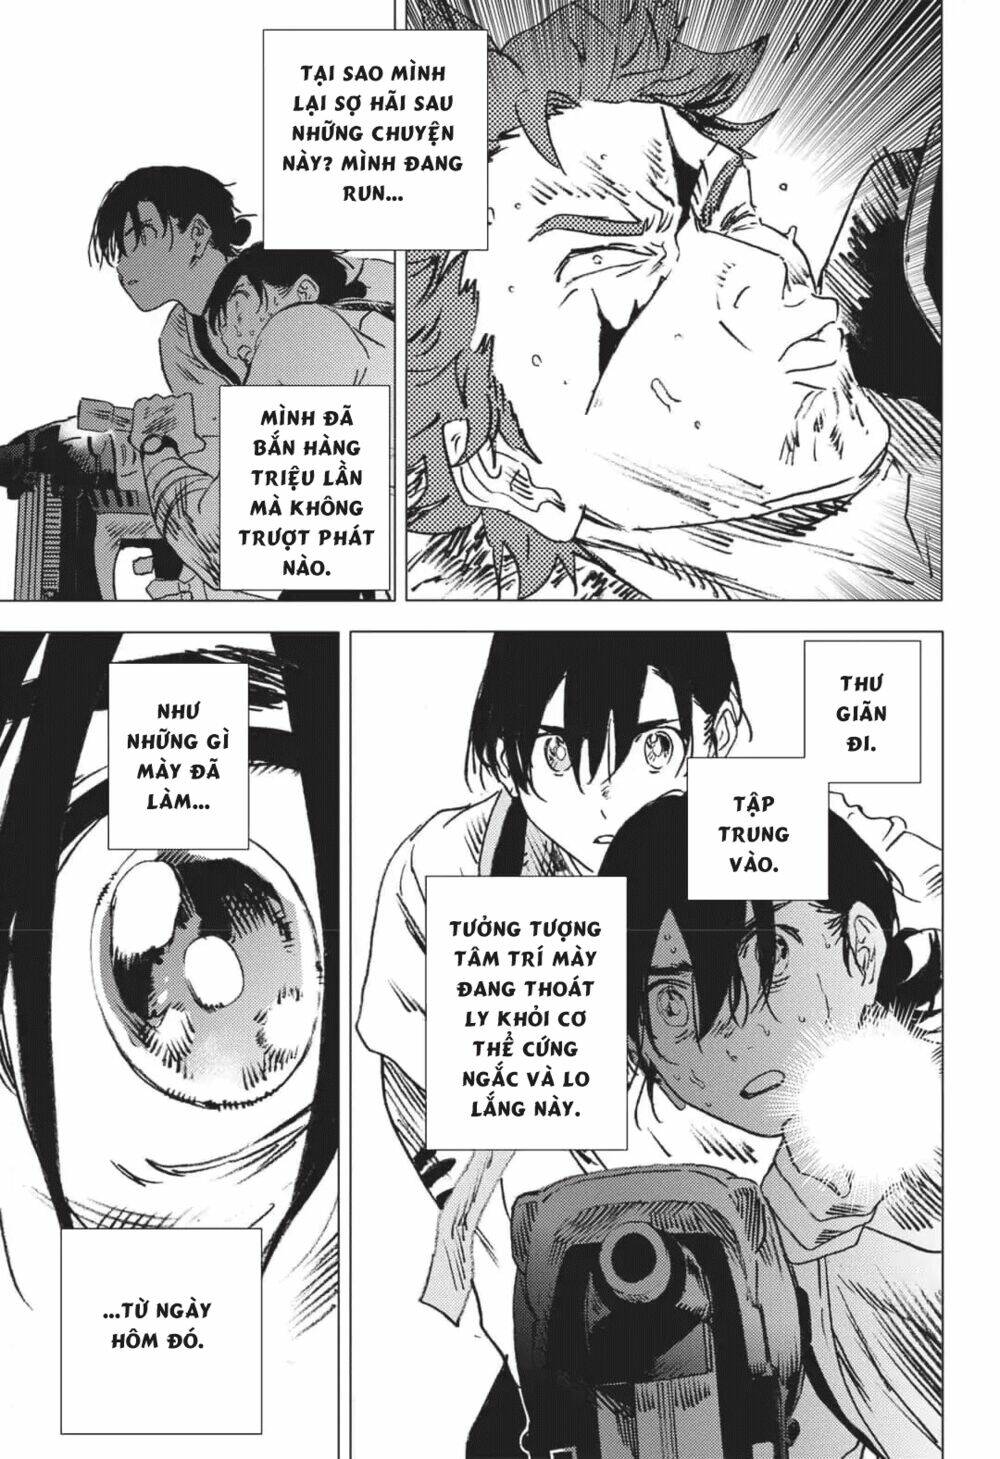 TẠI SAO MÌNH
LẠI SỢ HÃI SAU
NHỮNG CHUYỆN
NÀY? MÌNH ĐANG
RUN...
MÌNH ĐÃ
BẮN HÀNG
TRIỆU LẦN
MÀ KHÔNG
TRƯỢT PHÁT
NÀO.
THƯ
GIÃN
ĐI.
TẬP
TRUNG
VÀO.
TƯỞNG TƯỢNG
TÂM TRÍ MÀY
ĐANG THOÁT
LY KHỎI CƠ
THỂ CỨNG
NGẮC VÀ LO
LẮNG NÀY.
NHƯ
NHỮNG GÌ
MÀY ĐÃ
LÀM...
...TỪ NGÀY
HÔM ĐÓ.